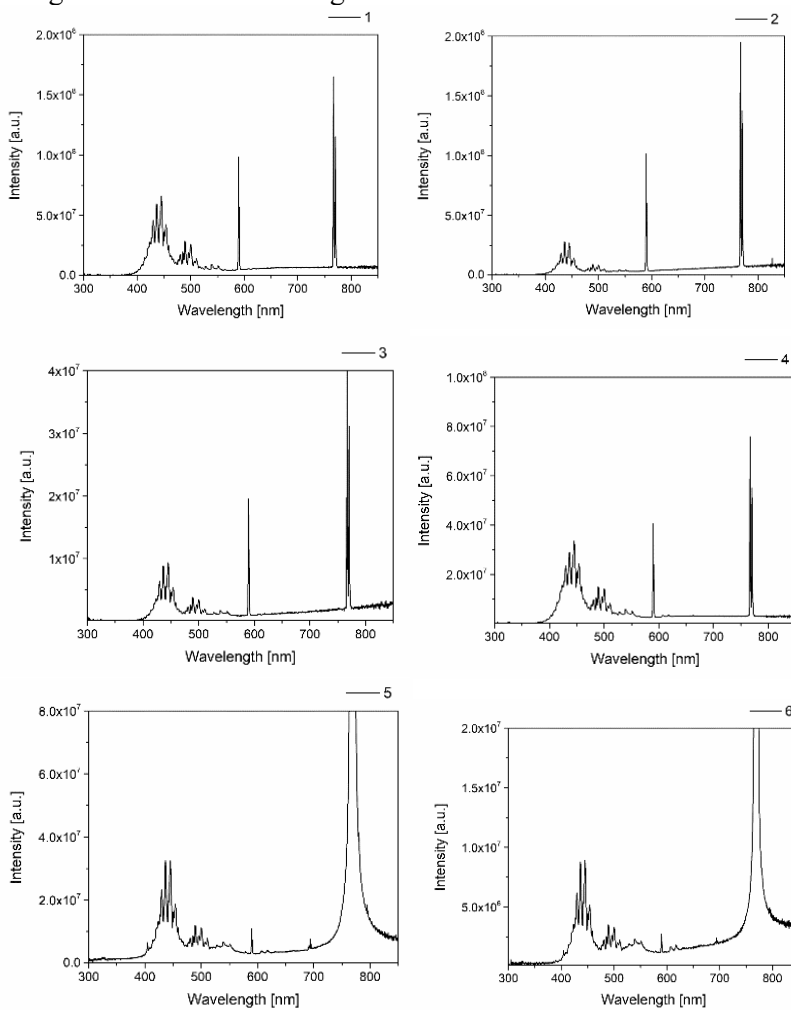 1
2.0x10⁸
1.5x10⁸
1.0x10⁸
5.0x10⁷
0.0
Intensity [a.u.]
300 400 500 600 700 800
Wavelength [nm]
2
2.0x10⁸
1.5x10⁸
1.0x10⁸
5.0x10⁷
0.0
Intensity [a.u.]
300 400 500 600 700 800
Wavelength [nm]
3
4x10⁷
3x10⁷
2x10⁷
1x10⁷
Intensity [a.u.]
300 400 500 600 700 800
Wavelength [nm]
4
1.0x10⁸
8.0x10⁷
6.0x10⁷
4.0x10⁷
2.0x10⁷
Intensity [a.u.]
300 400 500 600 700 800
Wavelength [nm]
5
8.0x10⁷
6.0x10⁷
4.0x10⁷
2.0x10⁷
0.0
Intensity [a.u.]
300 400 500 600 700 800
Wavelength [nm]
6
2.0x10⁷
1.5x10⁷
1.0x10⁷
5.0x10⁶
Intensity [a.u.]
300 400 500 600 700 800
Wavelength [nm]